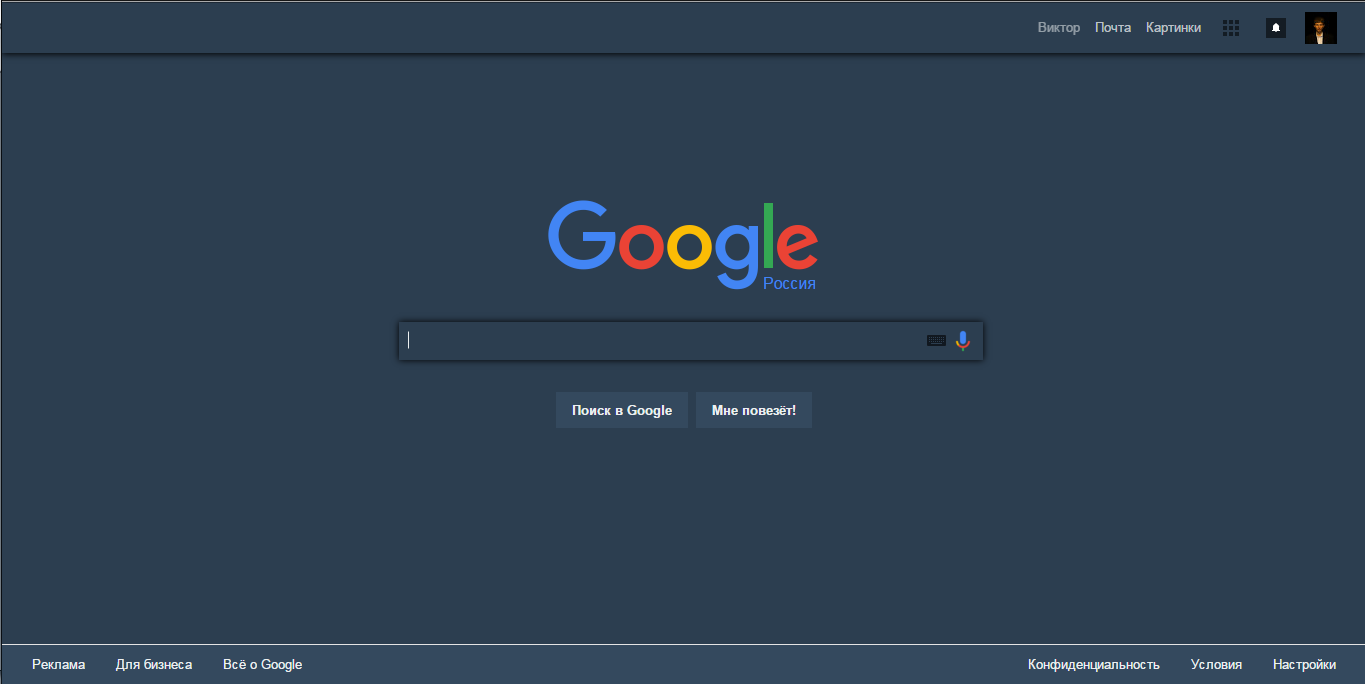 Виктор Почта Картинки
Google
Россия
Поиск в Google Мне повезёт!
Реклама Для бизнеса Всё о Google Конфиденциальность Условия Настройки